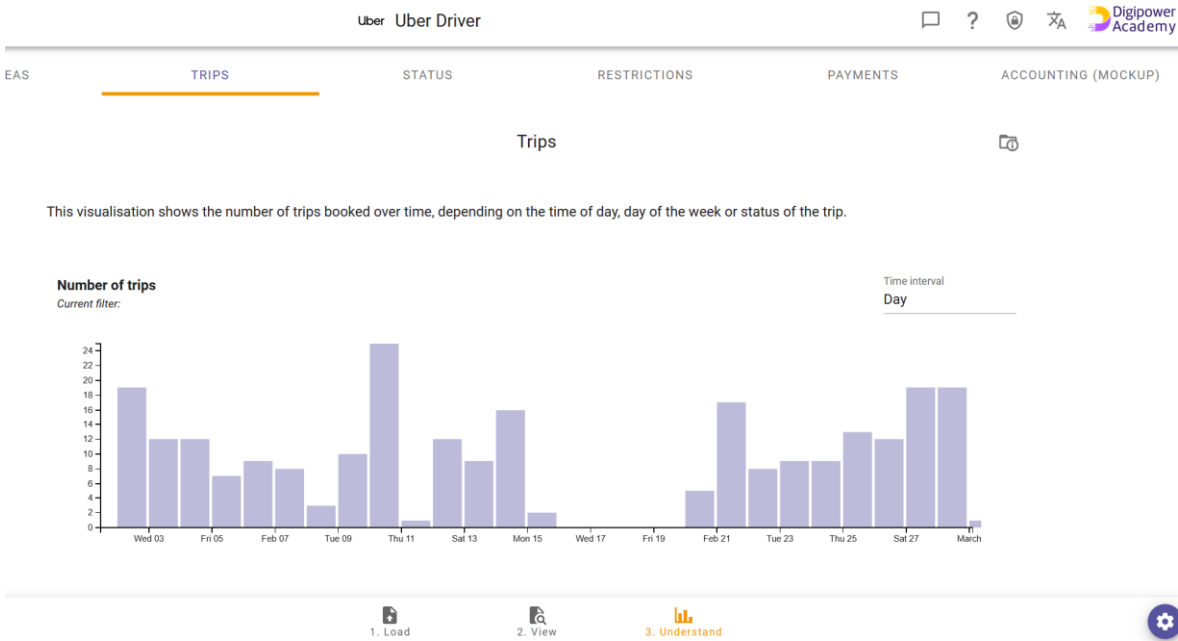 Uber Uber Driver
Digipower
Academy
EAS TRIPS STATUS RESTRICTIONS PAYMENTS ACCOUNTING (MOCKUP)
Trips
This visualisation shows the number of trips booked over time, depending on the time of day, day of the week or status of the trip.
Number of trips
Current filter:
Time interval
Day
24
22
20
18
16
14
12
10
8
6
4
2
0
Wed 03 Fri 05 Feb 07 Tue 09 Thu 11 Sat 13 Mon 15 Wed 17 Fri 19 Feb 21 Tue 23 Thu 25 Sat 27 March
1. Load 2. View 3. Understand